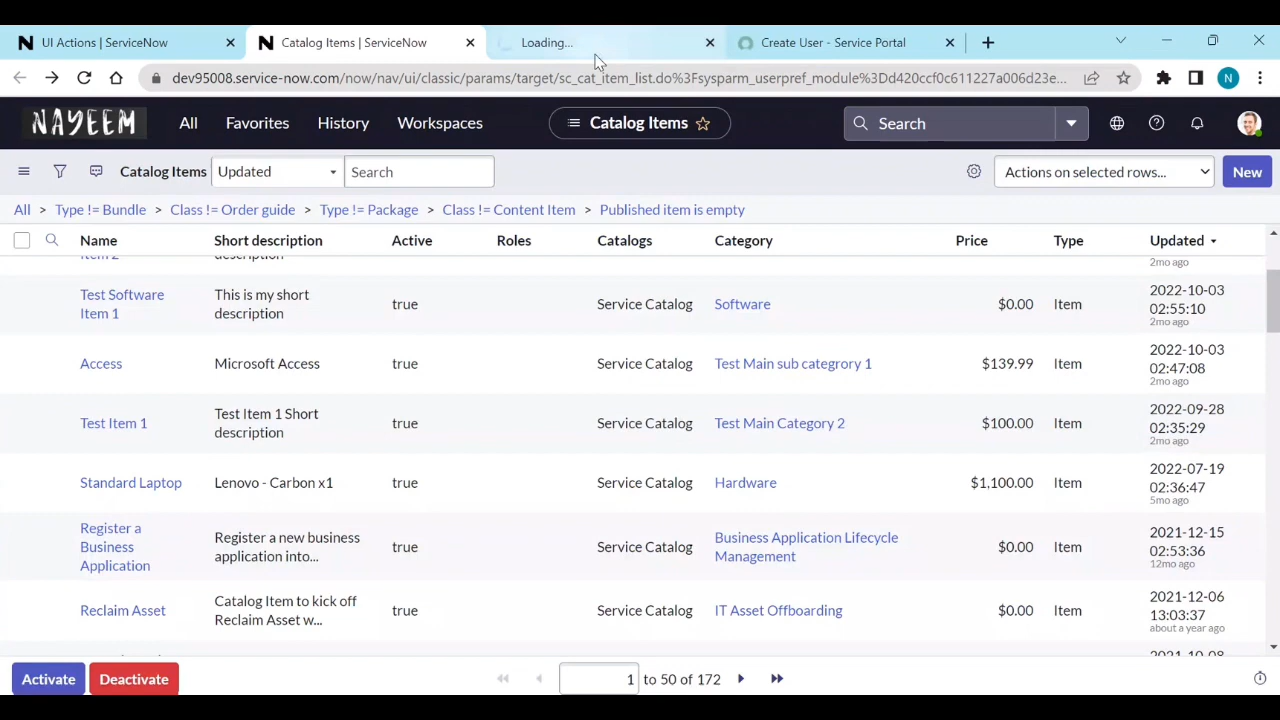 UI Actions | ServiceNow
Catalog Items | ServiceNow
Loading...
Create User - Service Portal
dev95008.service-now.com/now/nav/ui/classic/params/target/sc_cat_item_list.do%3Fsysparm_userpref_module%3Dd420ccf0c611227a006d23e...
N
NAYEEM
All
Favorites
History
Workspaces
Catalog Items
Search
Catalog Items
Updated
Search
Actions on selected rows...
New
All > Type != Bundle > Class != Order guide > Type != Package > Class != Content Item > Published item is empty
Name
Short description
Active
Roles
Catalogs
Category
Price
Type
Updated
Item 2
description
2mo ago
Test Software
Item 1
This is my short
description
true
Service Catalog
Software
$0.00
Item
2022-10-03
02:55:10
2mo ago
Access
Microsoft Access
true
Service Catalog
Test Main sub categrory 1
$139.99
Item
2022-10-03
02:47:08
2mo ago
Test Item 1
Test Item 1 Short
description
true
Service Catalog
Test Main Category 2
$100.00
Item
2022-09-28
02:35:29
2mo ago
Standard Laptop
Lenovo - Carbon x1
true
Service Catalog
Hardware
$1,100.00
Item
2022-07-19
02:36:47
5mo ago
Register a
Business
Application
Register a new business
application into...
true
Service Catalog
Business Application Lifecycle
Management
$0.00
Item
2021-12-15
02:53:36
12mo ago
Reclaim Asset
Catalog Item to kick off
Reclaim Asset w...
true
Service Catalog
IT Asset Offboarding
$0.00
Item
2021-12-06
13:03:37
about a year ago
2021-10-08
Activate
Deactivate
1 to 50 of 172